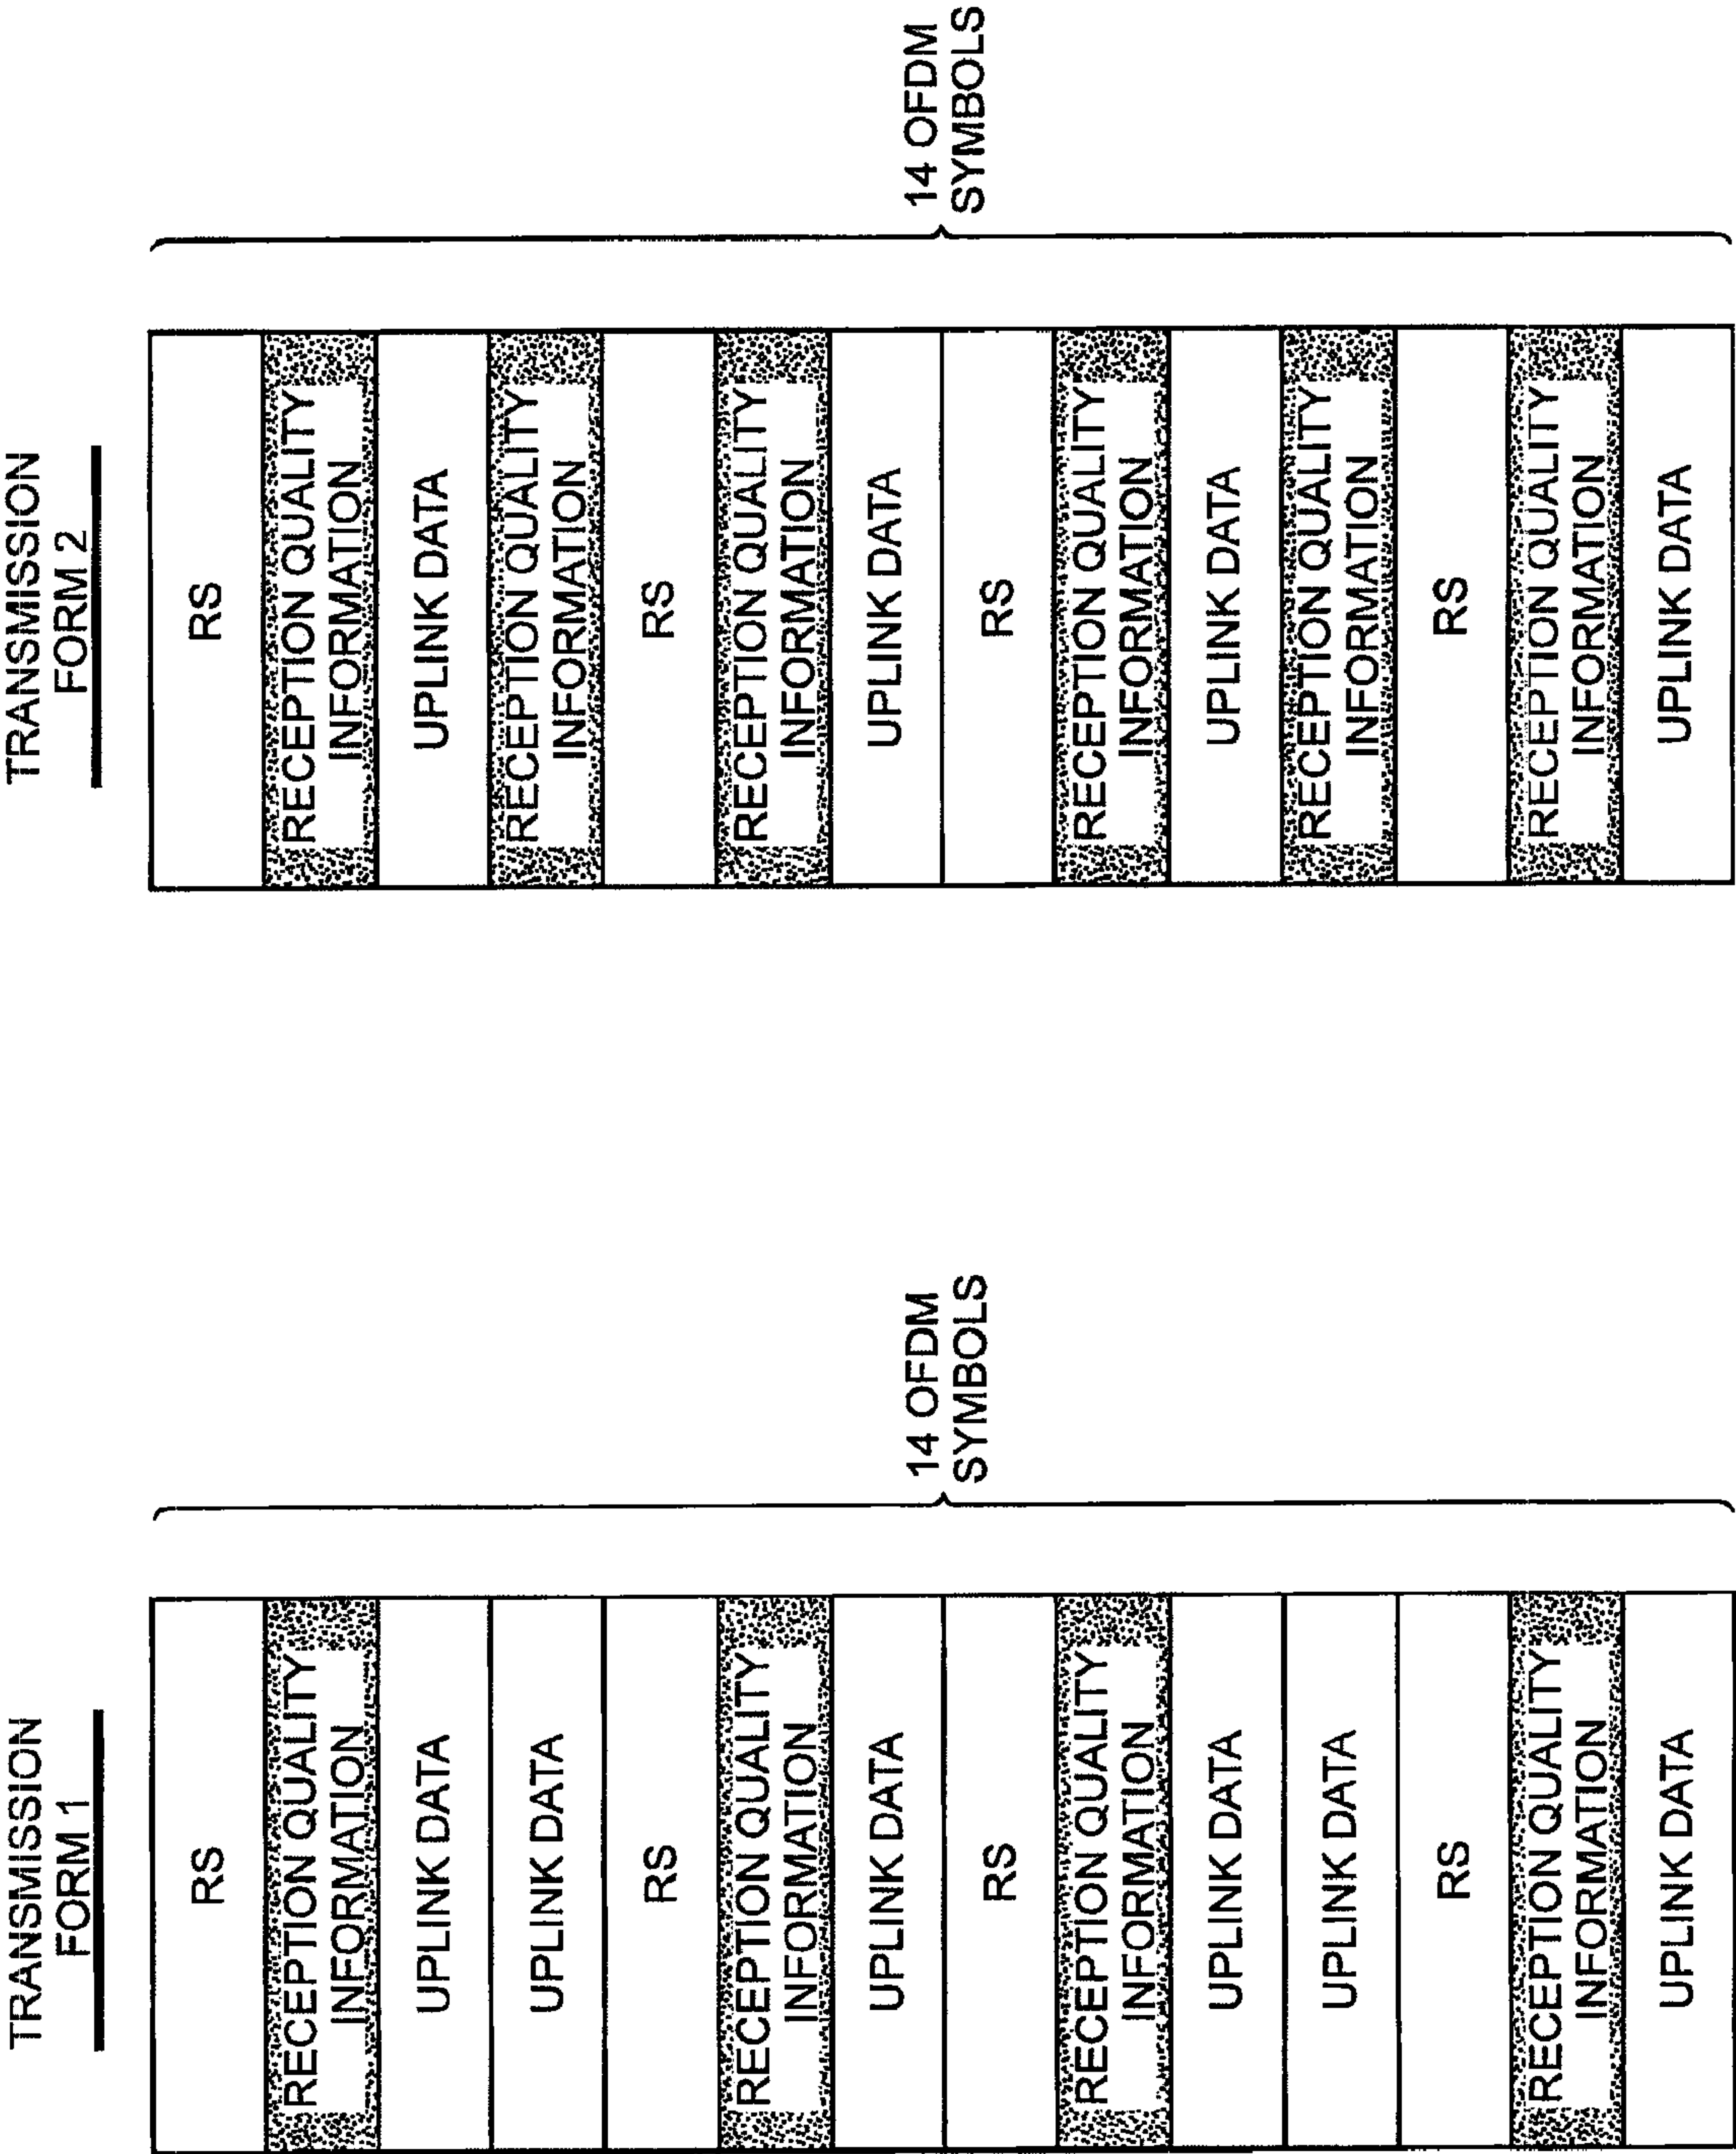 TRANSMISSION
FORM 1
RS
RECEPTION QUALITY
INFORMATION
UPLINK DATA
UPLINK DATA
RS
RECEPTION QUALITY
INFORMATION
UPLINK DATA
RS
RECEPTION QUALITY
INFORMATION
UPLINK DATA
UPLINK DATA
RS
RECEPTION QUALITY
INFORMATION
UPLINK DATA
14 OFDM
SYMBOLS
TRANSMISSION
FORM 2
RS
RECEPTION QUALITY
INFORMATION
UPLINK DATA
RECEPTION QUALITY
INFORMATION
RS
RECEPTION QUALITY
INFORMATION
UPLINK DATA
RS
RECEPTION QUALITY
INFORMATION
UPLINK DATA
RECEPTION QUALITY
INFORMATION
RS
RECEPTION QUALITY
INFORMATION
UPLINK DATA
14 OFDM
SYMBOLS